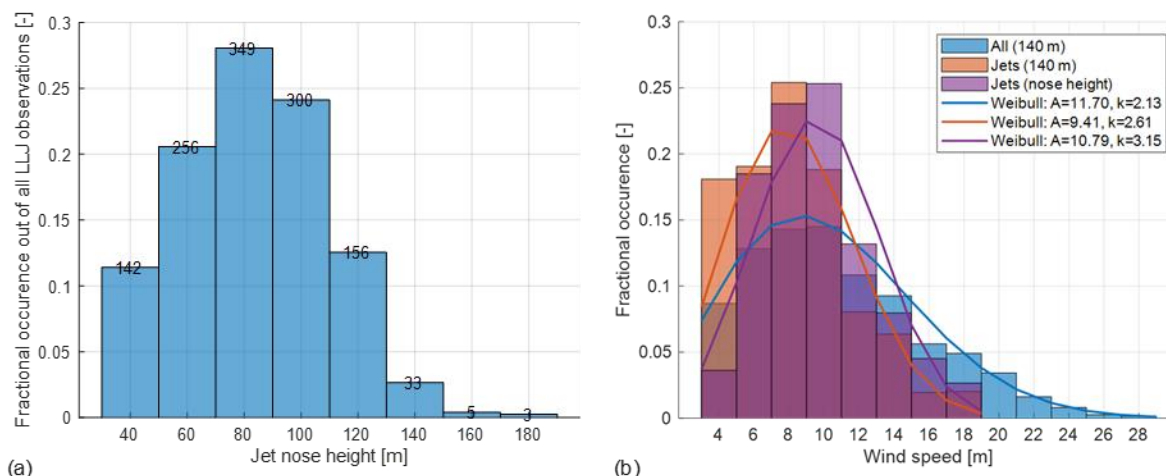 Fractional occurence out of all LLJ observations [-]
0.3
0.25
0.2
0.15
0.1
0.05
0
142
256
349
300
156
33
5
3
40 60 80 100 120 140 160 180
Jet nose height [m]
(a)
Fractional occurence [-]
0.3
0.25
0.2
0.15
0.1
0.05
0
All (140 m)
Jets (140 m)
Jets (nose height)
Weibull: A=11.70, k=2.13
Weibull: A=9.41, k=2.61
Weibull: A=10.79, k=3.15
4 6 8 10 12 14 16 18 20 22 24 26 28
Wind speed [m]
(b)